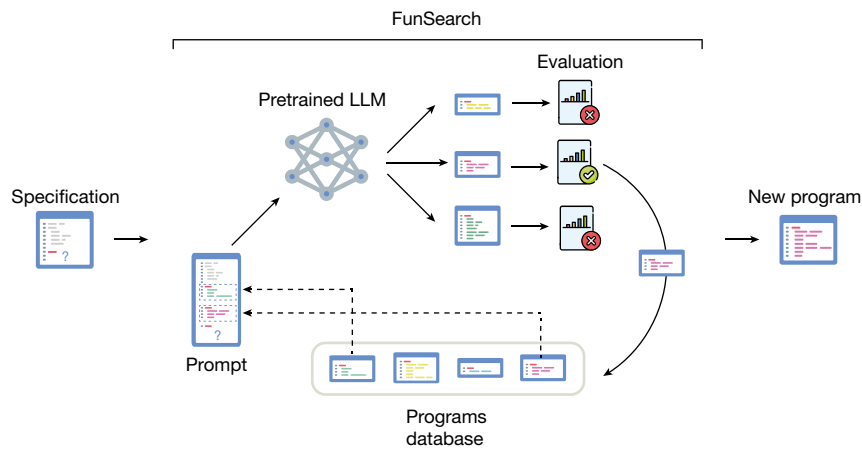 FunSearch
Evaluation
Pretrained LLM
Specification
New program
?
?
Prompt
Programs
database